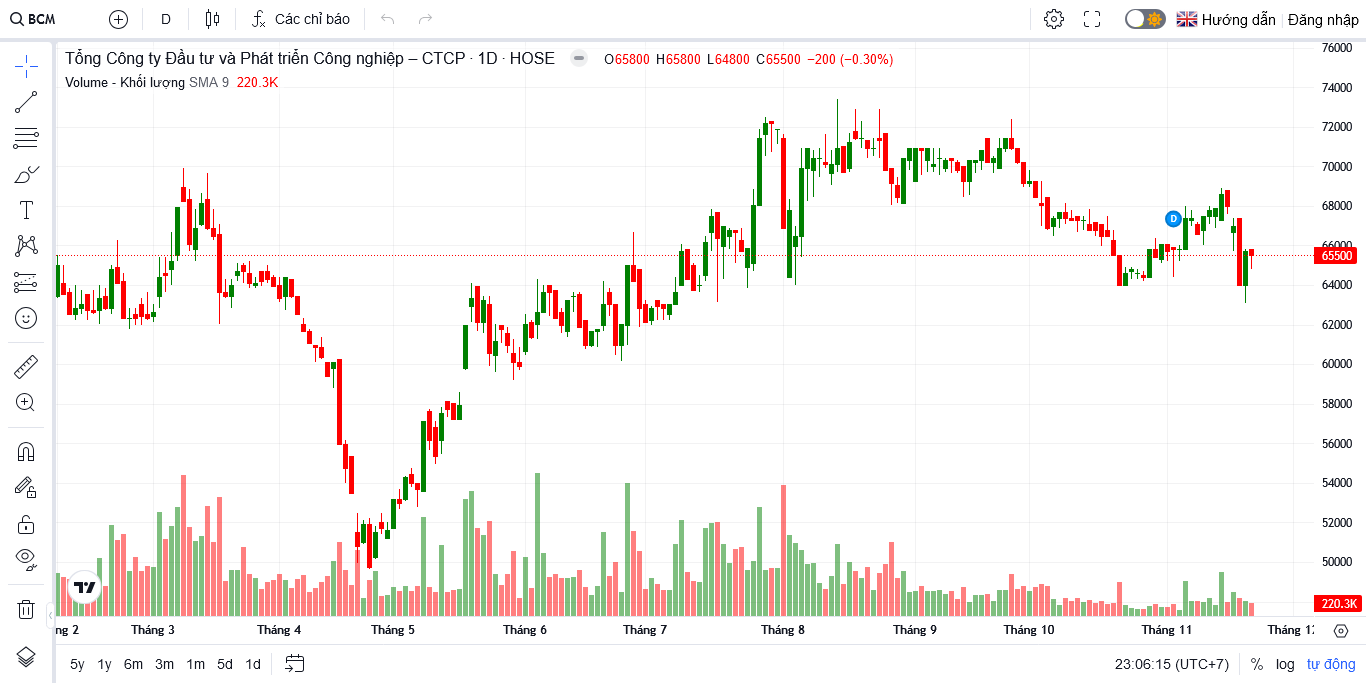 BCM D Các chỉ báo Hướng dẫn Đăng nhập
Tổng Công ty Đầu tư và Phát triển Công nghiệp – CTCP · 1D · HOSE O65800 H65800 L64800 C65500 −200 (−0.30%)
Volume - Khối lượng SMA 9 220.3K
76000
74000
72000
70000
68000
D
66000
65500
64000
62000
60000
58000
56000
54000
52000
50000
220.3K
ng 2 Tháng 3 Tháng 4 Tháng 5 Tháng 6 Tháng 7 Tháng 8 Tháng 9 Tháng 10 Tháng 11 Tháng 1
5y 1y 6m 3m 1m 5d 1d 23:06:15 (UTC+7) % log tự động